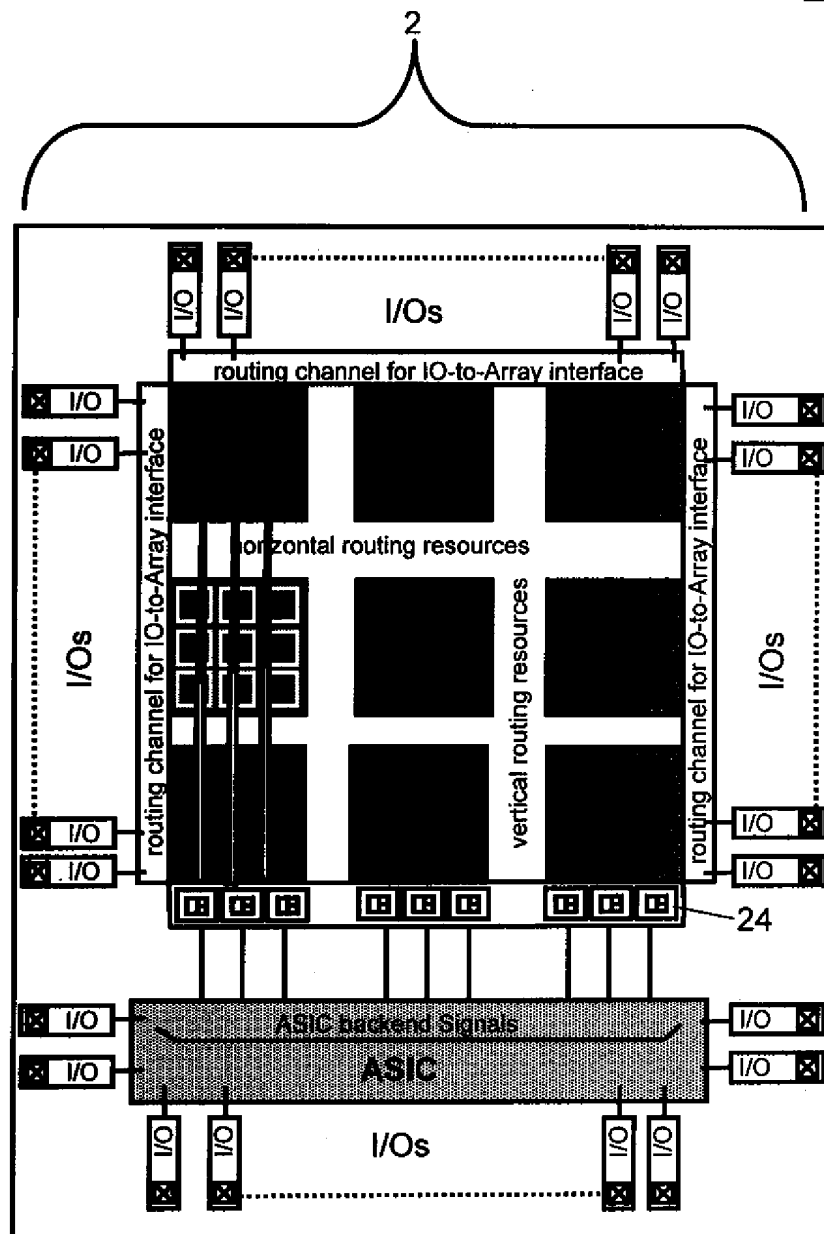 2
I/O I/O I/O I/O
I/Os
routing channel for IO-to-Array interface
I/O I/O
I/O I/O
routing channel for IO-to-Array interface
routing channel for IO-to-Array interface
horizontal routing resources
I/Os
vertical routing resources
I/Os
I/O I/O
I/O I/O
24
I/O ASIC backend Signals I/O
I/O ASIC I/O
I/O I/O I/O I/O
I/Os